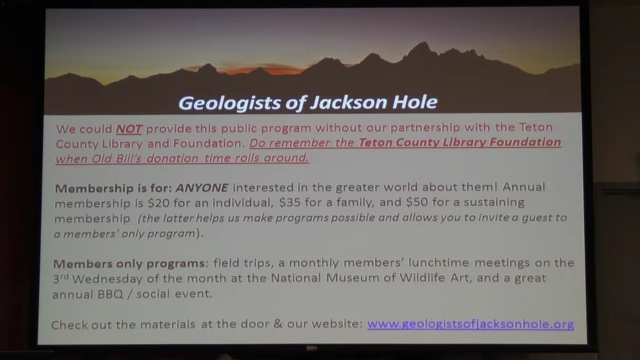 Geologists of Jackson Hole
We could NOT provide this public program without our partnership with the Teton
County Library and Foundation. Do remember the Teton County Library Foundation
when Old Bill's donation time rolls around.
Membership is for: ANYONE interested in the greater world about them! Annual
membership is $20 for an individual, $35 for a family, and $50 for a sustaining
membership (the latter helps us make programs possible and allows you to invite a guest to
a members' only program).
Members only programs: field trips, a monthly members' lunchtime meetings on the
3rd Wednesday of the month at the National Museum of Wildlife Art, and a great
annual BBQ / social event.
Check out the materials at the door & our website: www.geologistsofjacksonhole.org